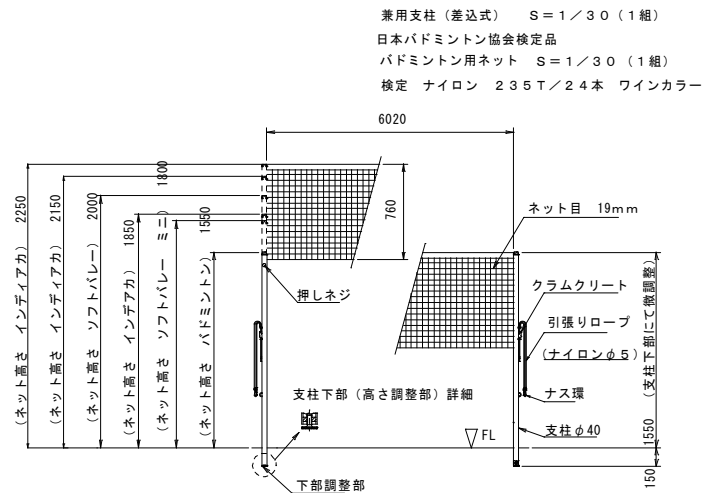 兼用支柱（差込式）　Ｓ＝１／３０（１組）
日本バドミントン協会検定品
バドミントン用ネット　Ｓ＝１／３０（１組）
検定　ナイロン　２３５Ｔ／２４本　ワインカラー
6020
760
ネット目　19mm
クラムクリート
引張りロープ
（ナイロンφ５）
ナス環
支柱φ40
1550（支柱下部にて微調整）
150
FL
押しネジ
支柱下部（高さ調整部）詳細
下部調整部
（ネット高さ　インディアカ）　2250
（ネット高さ　インディアカ）　2150
（ネット高さ　ソフトバレー）　2000
（ネット高さ　インデアカ）　1850
（ネット高さ　ソフトバレー　ミニ）　1800
（ネット高さ　バドミントン）　1550